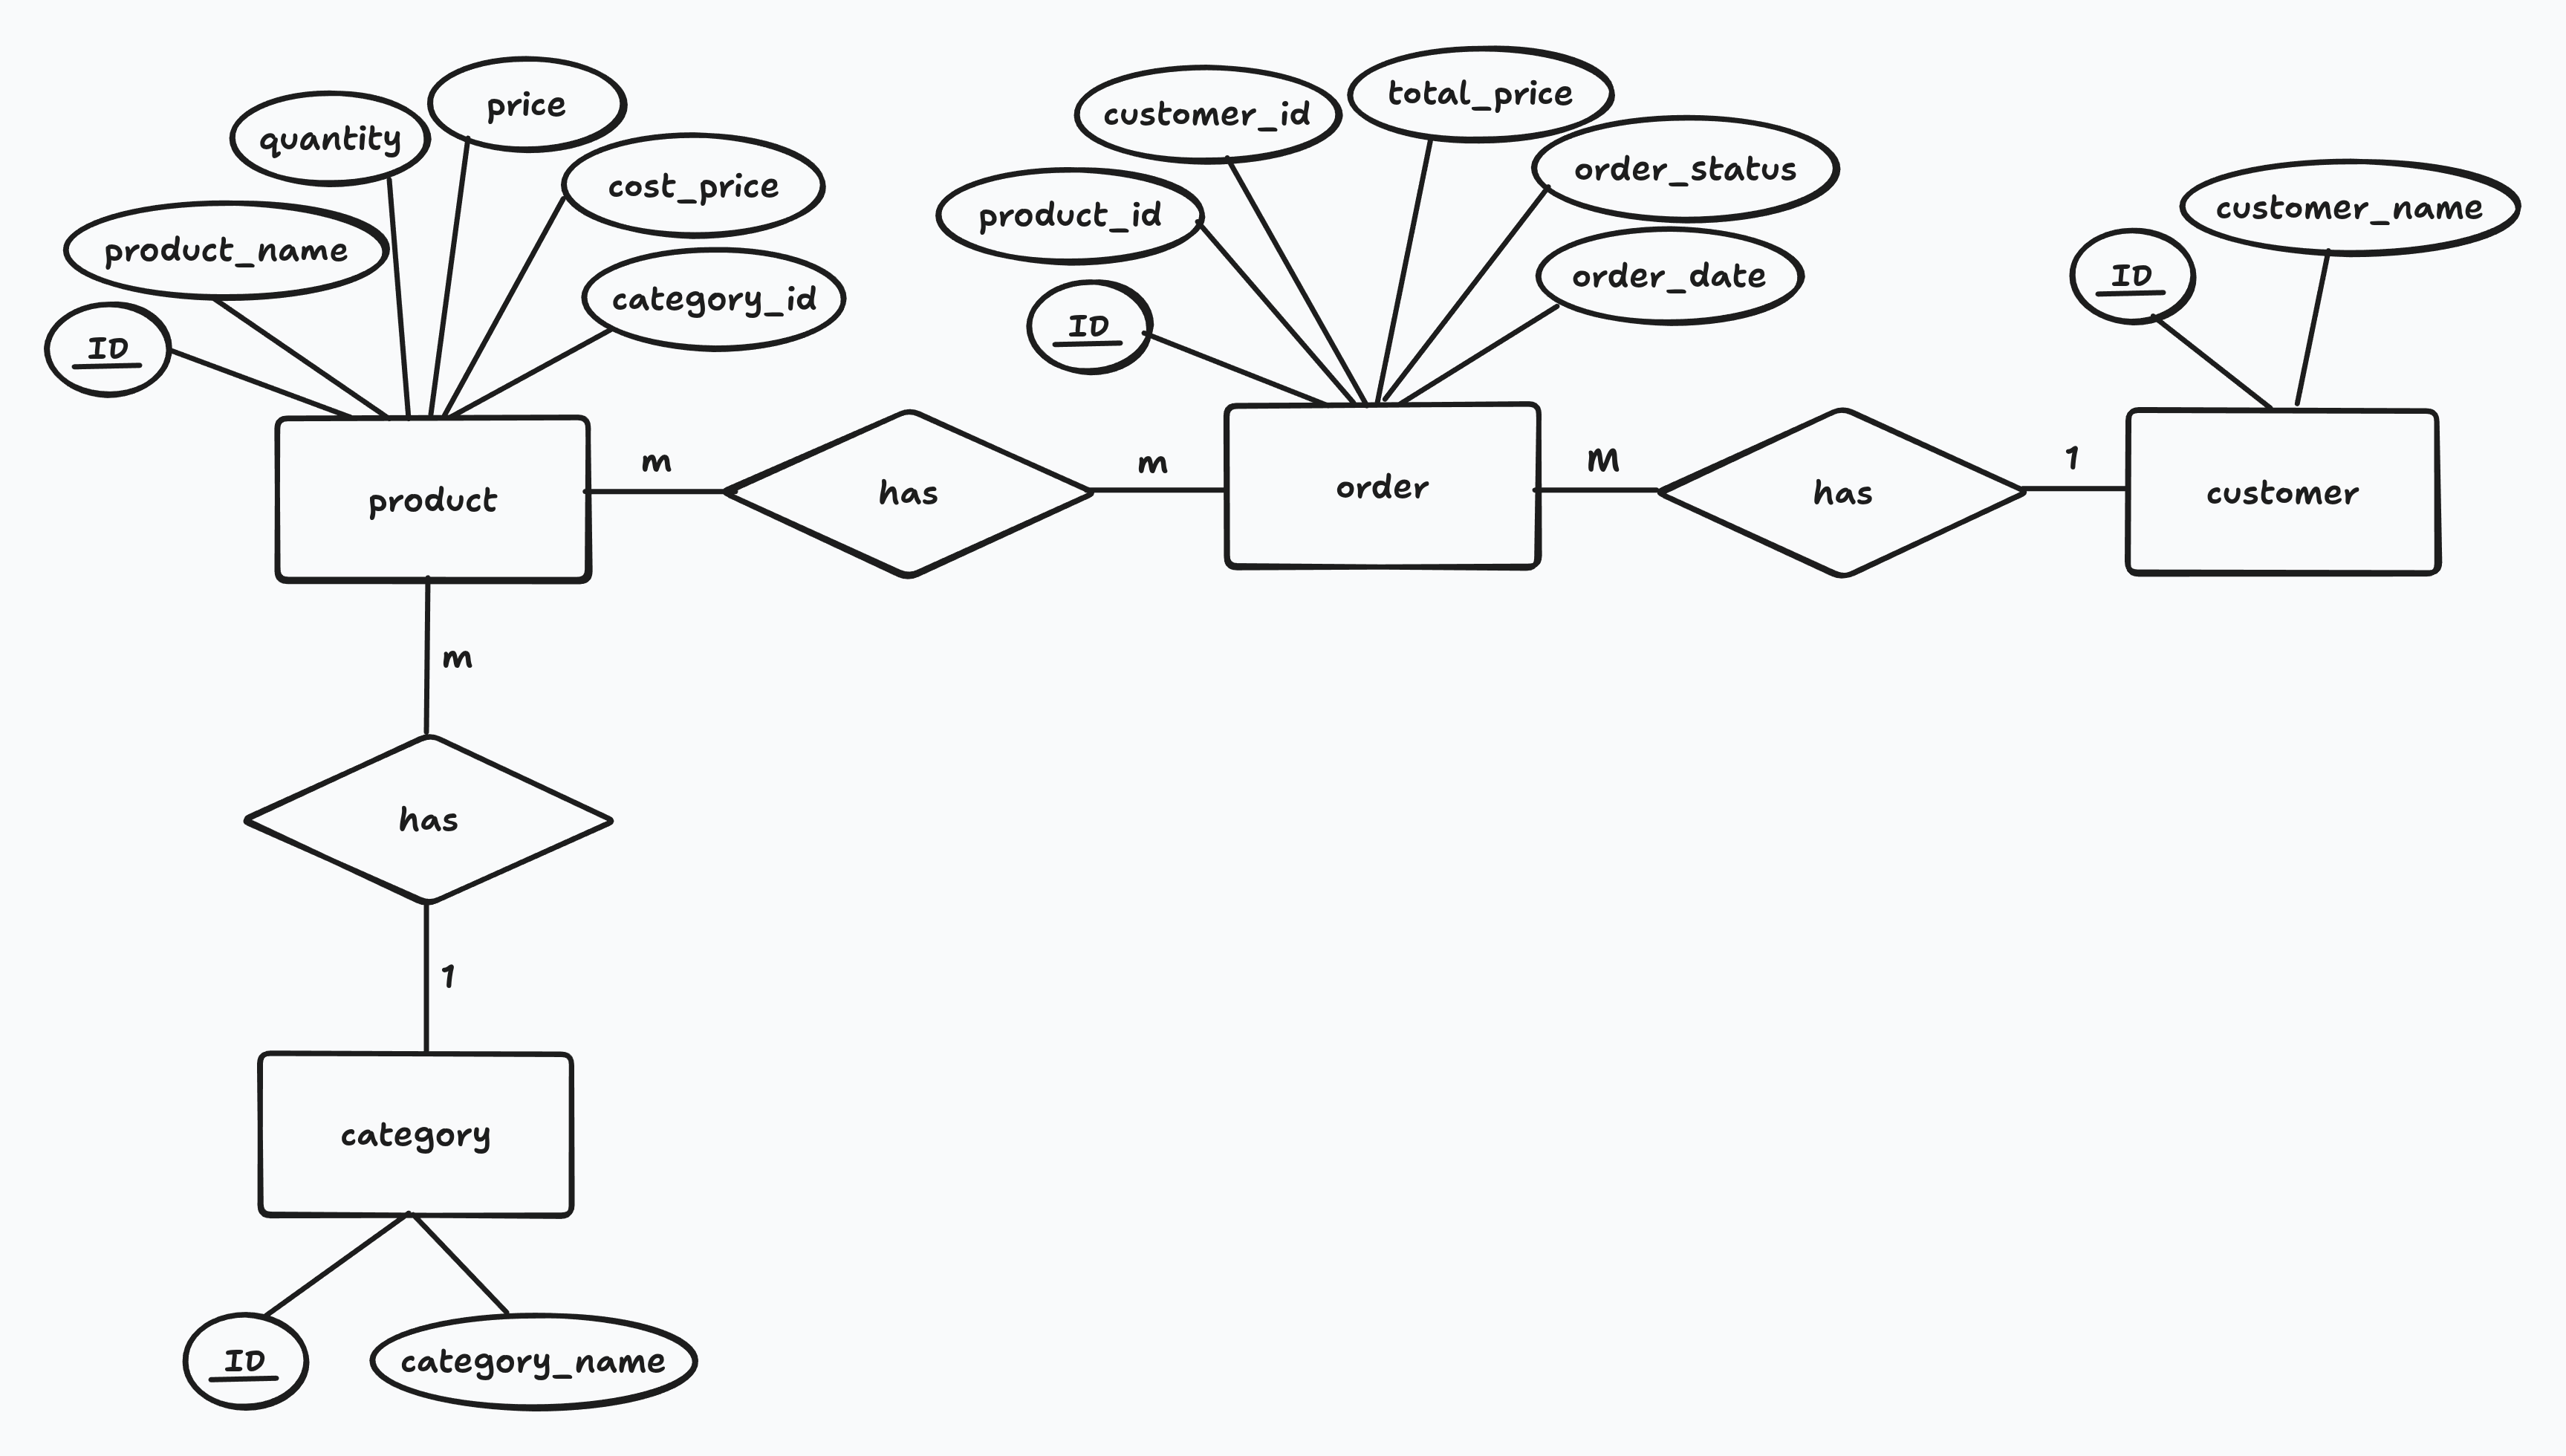 price
quantity
cost_price
product_name
category_id
ID
total_price
customer_id
order_status
product_id
order_date
ID
customer_name
ID
product
m
has
m
order
M
has
1
customer
m
has
1
category
ID
category_name